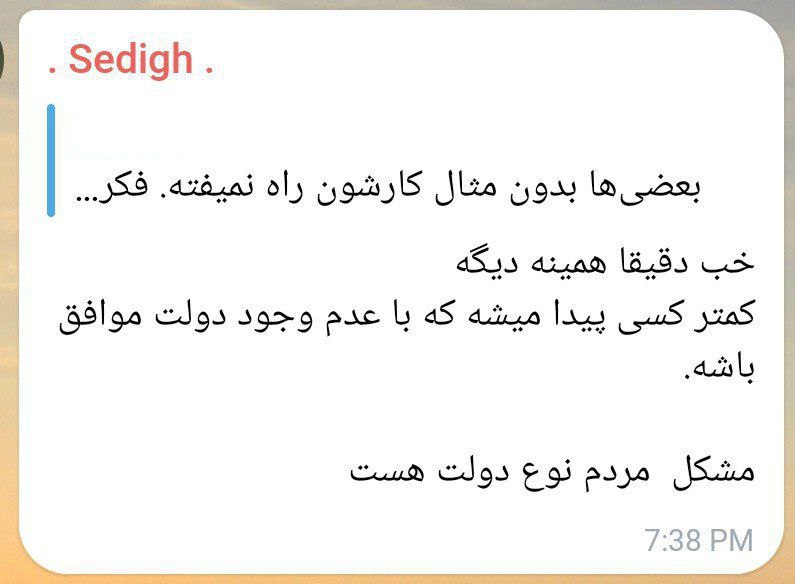 . Sedigh .
بعضی‌ها بدون مثال کارشون راه نمیفته. فکر...
خب دقیقا همینه دیگه
کمتر کسی پیدا میشه که با عدم وجود دولت موافق
باشه.
مشکل  مردم نوع دولت هست
7:38 PM